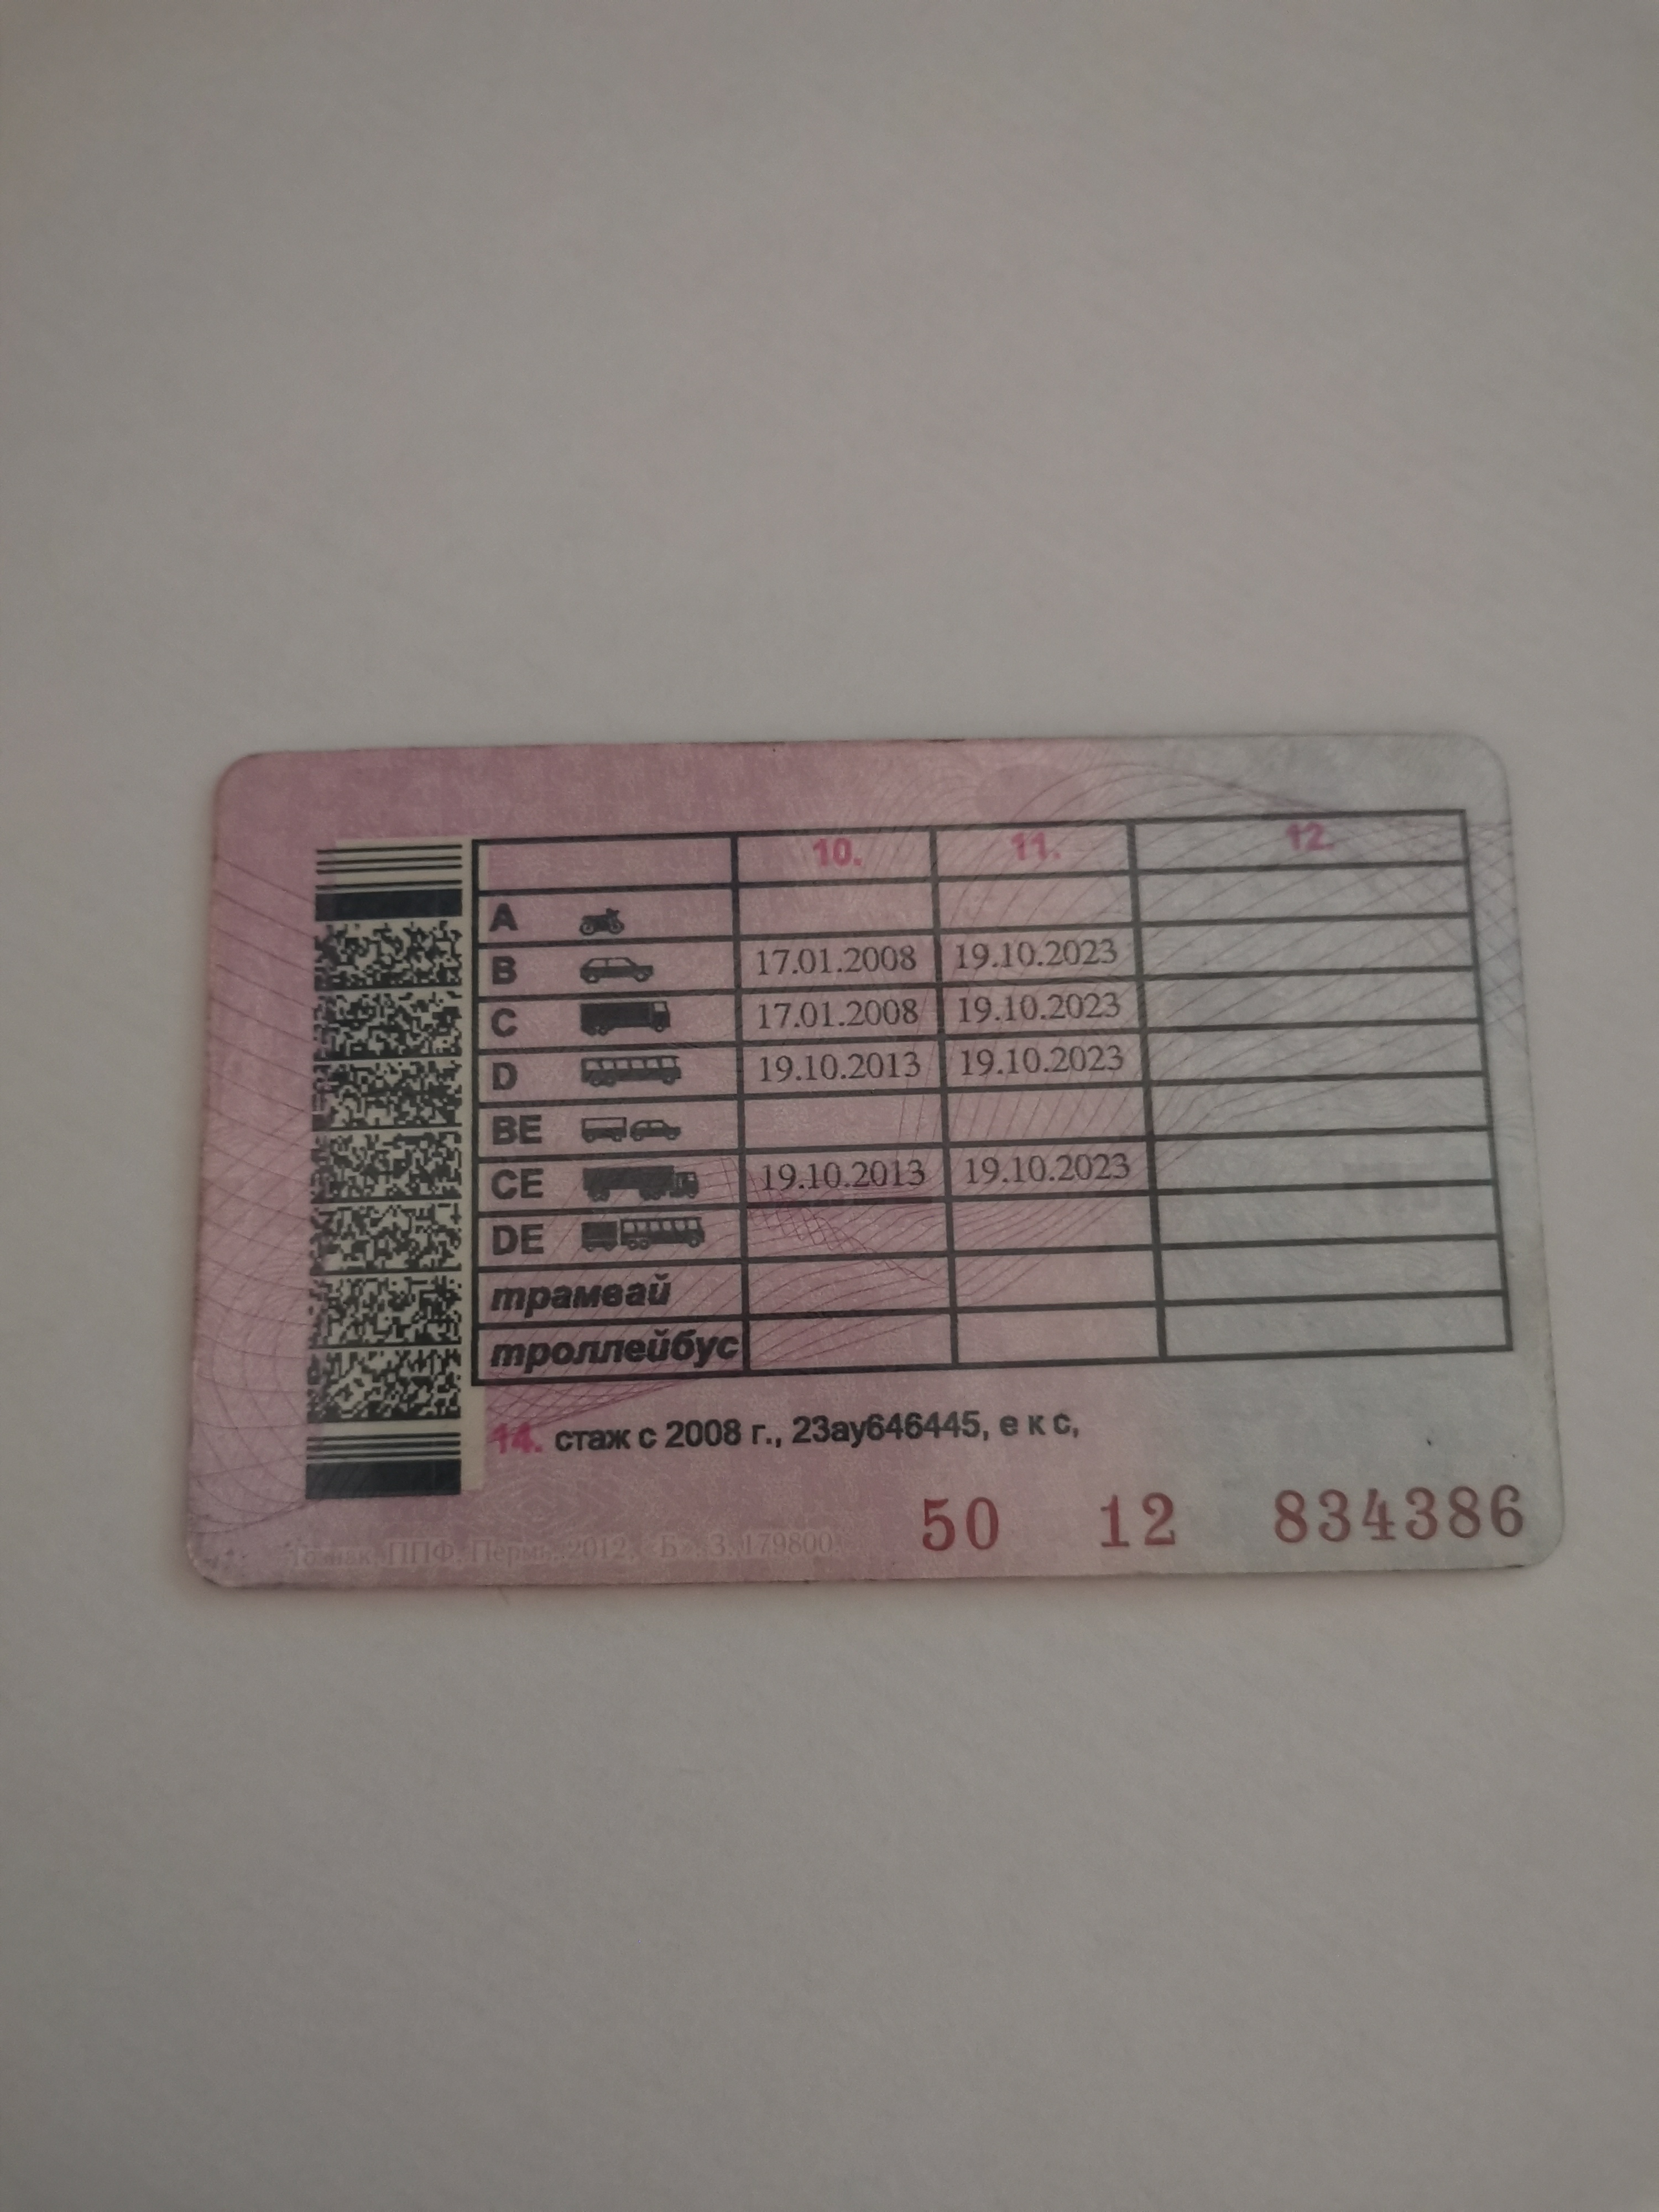 10. 11. 12.
A
B 17.01.2008 19.10.2023
C 17.01.2008 19.10.2023
D 19.10.2013 19.10.2023
BE
CE 19.10.2013 19.10.2023
DE
трамвай
троллейбус
14. стаж с 2008 г., 23ау646445, е к с,
50 12 834386
ППФ, Пермь, 2012, «Б», З. 179800